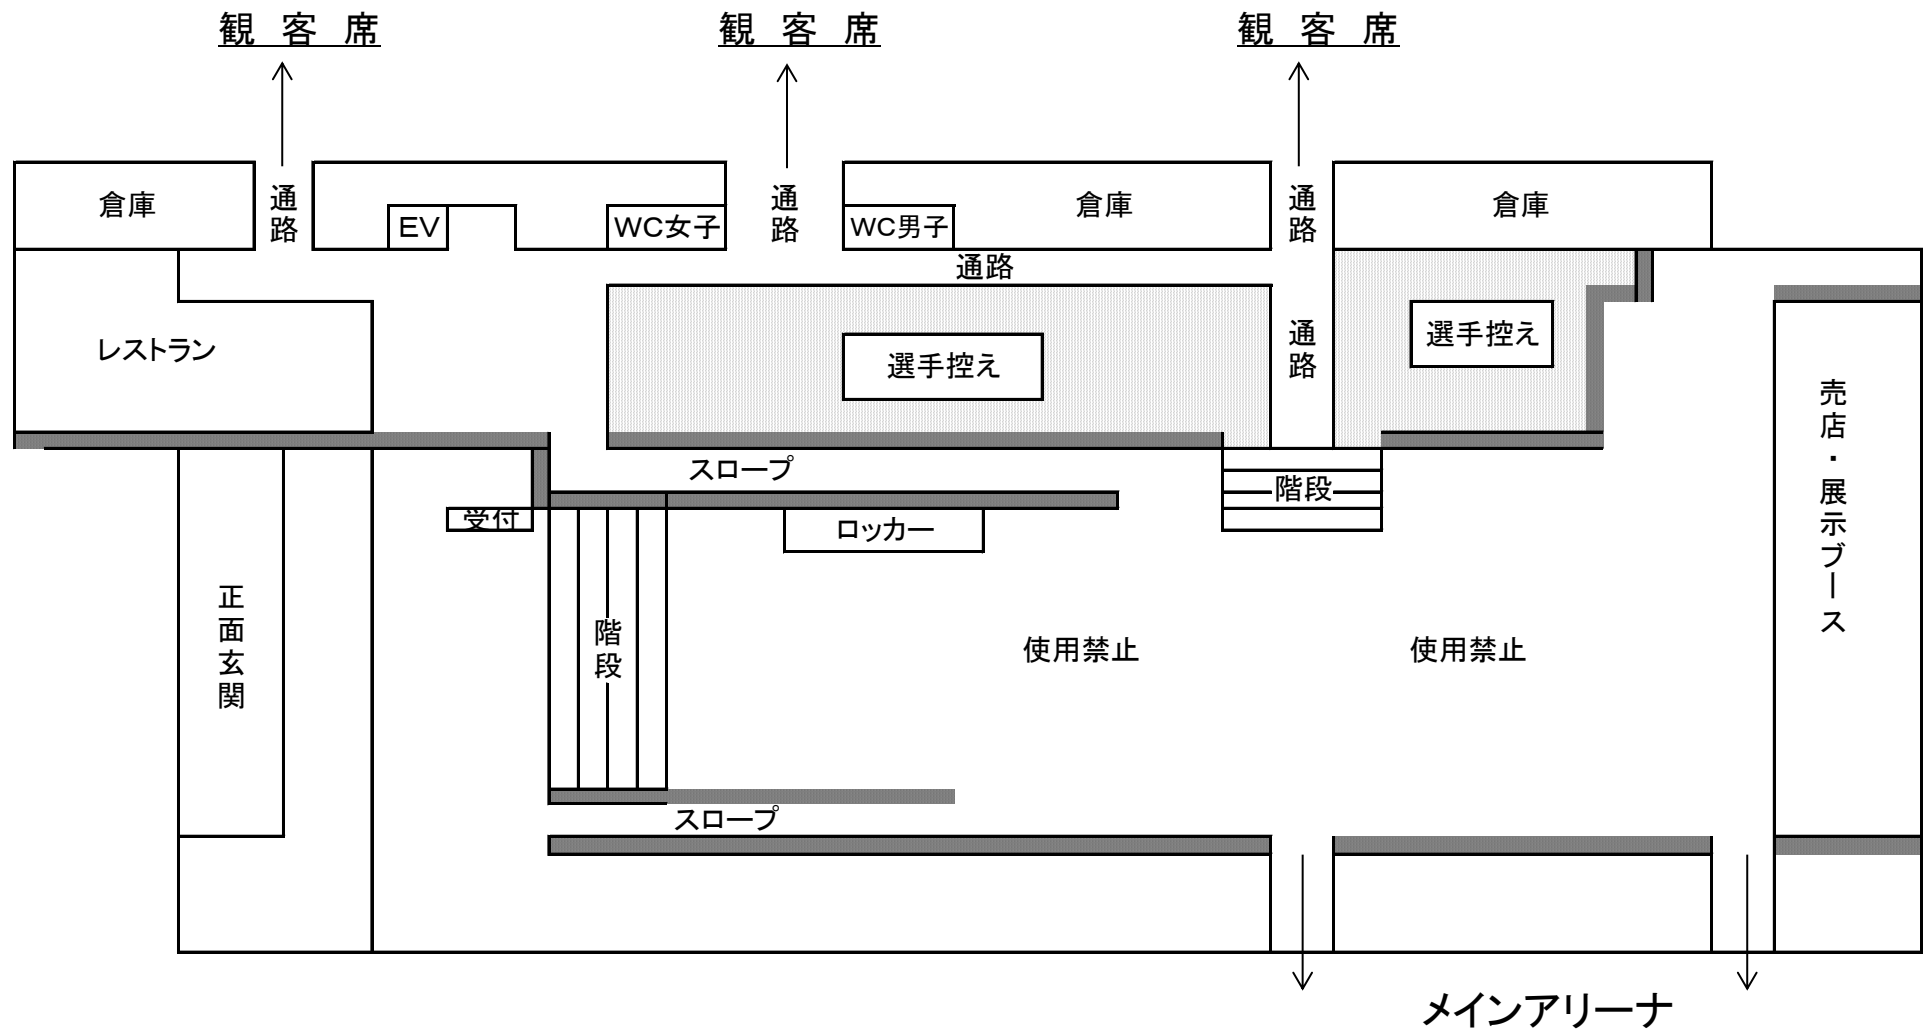 観 客 席
観 客 席
観 客 席
倉庫
通路
EV
WC女子
通路
WC男子
倉庫
通路
倉庫
通路
レストラン
選手控え
通路
選手控え
売店・展示ブース
スロープ
階段
受付
ロッカー
正面玄関
階段
使用禁止
使用禁止
スロープ
メインアリーナ